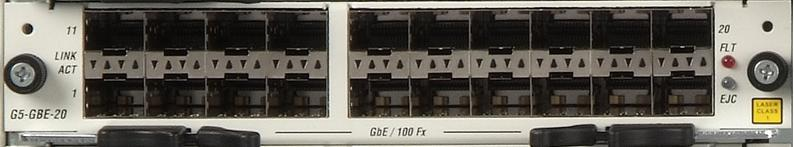 11
20
LINK
ACT
FLT
1
EJC
G5-GBE-20
LASER
CLASS
1
GbE / 100 Fx